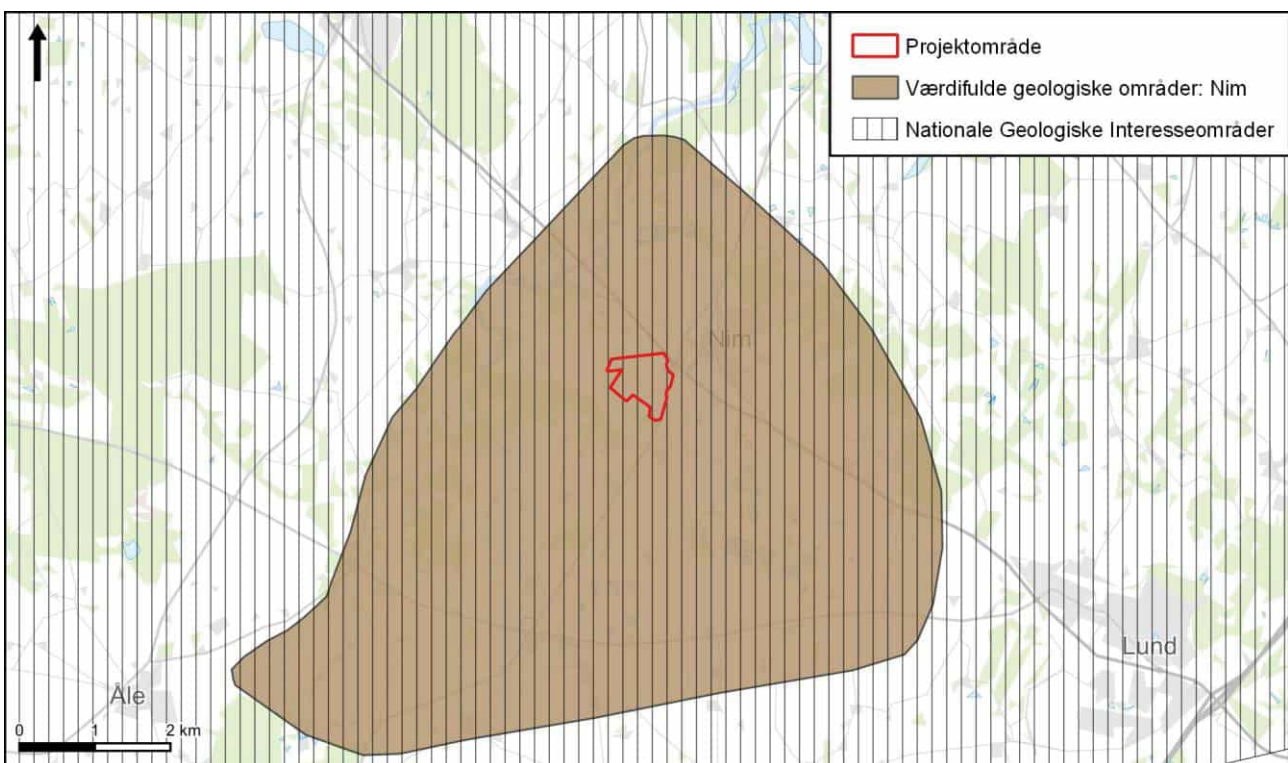 Projektområde
Værdifulde geologiske områder: Nim
Nationale Geologiske Interesseområder
Nim
Lund
Åle
0 1 2 km